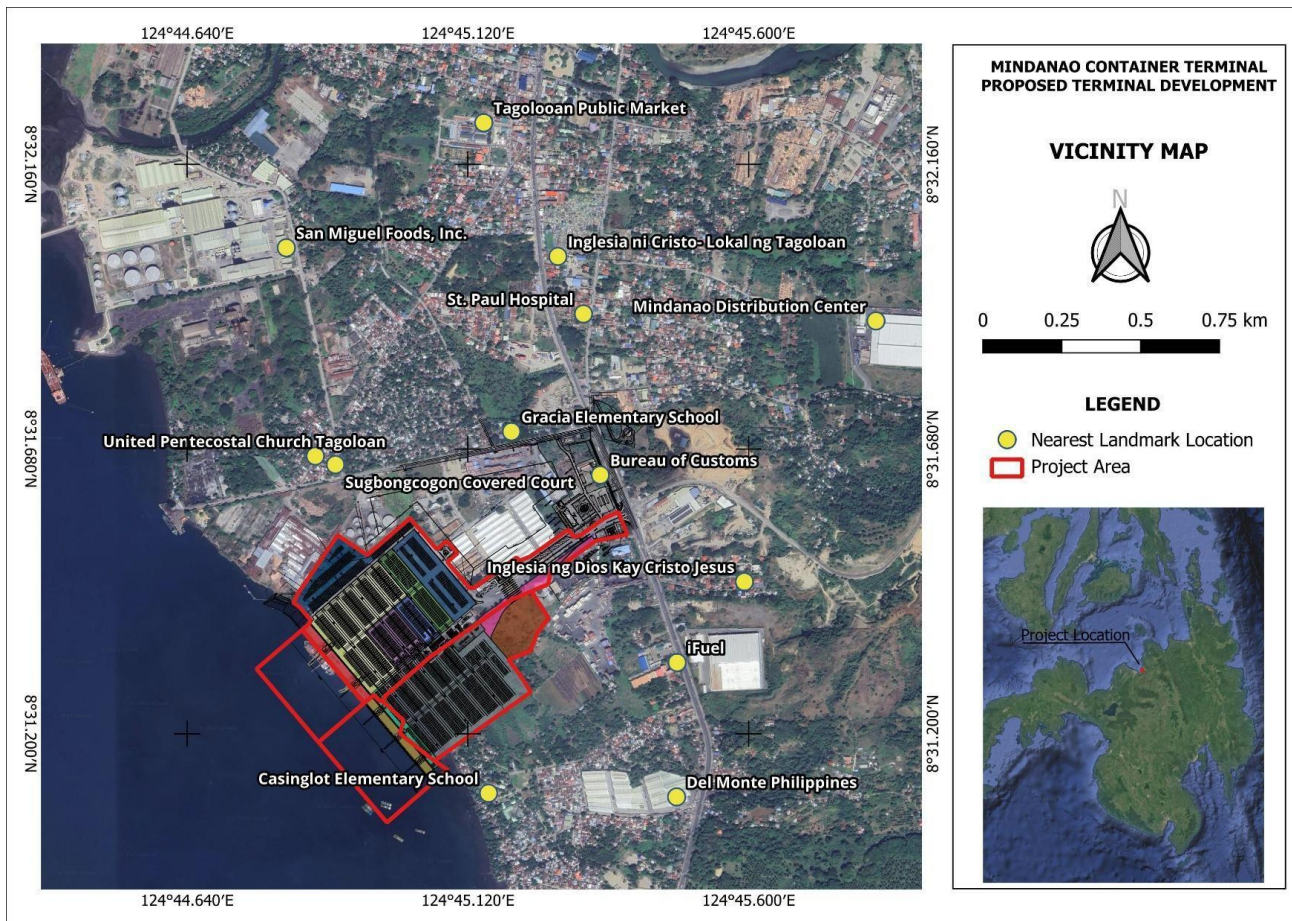 124°44.640′E
124°45.120′E
124°45.600′E
8°32.160′N
8°31.680′N
8°31.200′N
Tagolooan Public Market
San Miguel Foods, Inc.
Inglesia ni Cristo- Lokal ng Tagoloan
St. Paul Hospital
Mindanao Distribution Center
Gracia Elementary School
United Pentecostal Church Tagoloan
Bureau of Customs
Sugbongcogon Covered Court
Inglesia ng Dios Kay Cristo Jesus
iFuel
Casinglot Elementary School
Del Monte Philippines
8°32.160′N
8°31.680′N
8°31.200′N
124°44.640′E
124°45.120′E
124°45.600′E
MINDANAO CONTAINER TERMINAL
PROPOSED TERMINAL DEVELOPMENT
VICINITY MAP
N
0 0.25 0.5 0.75 km
LEGEND
Nearest Landmark Location
Project Area
Project Location